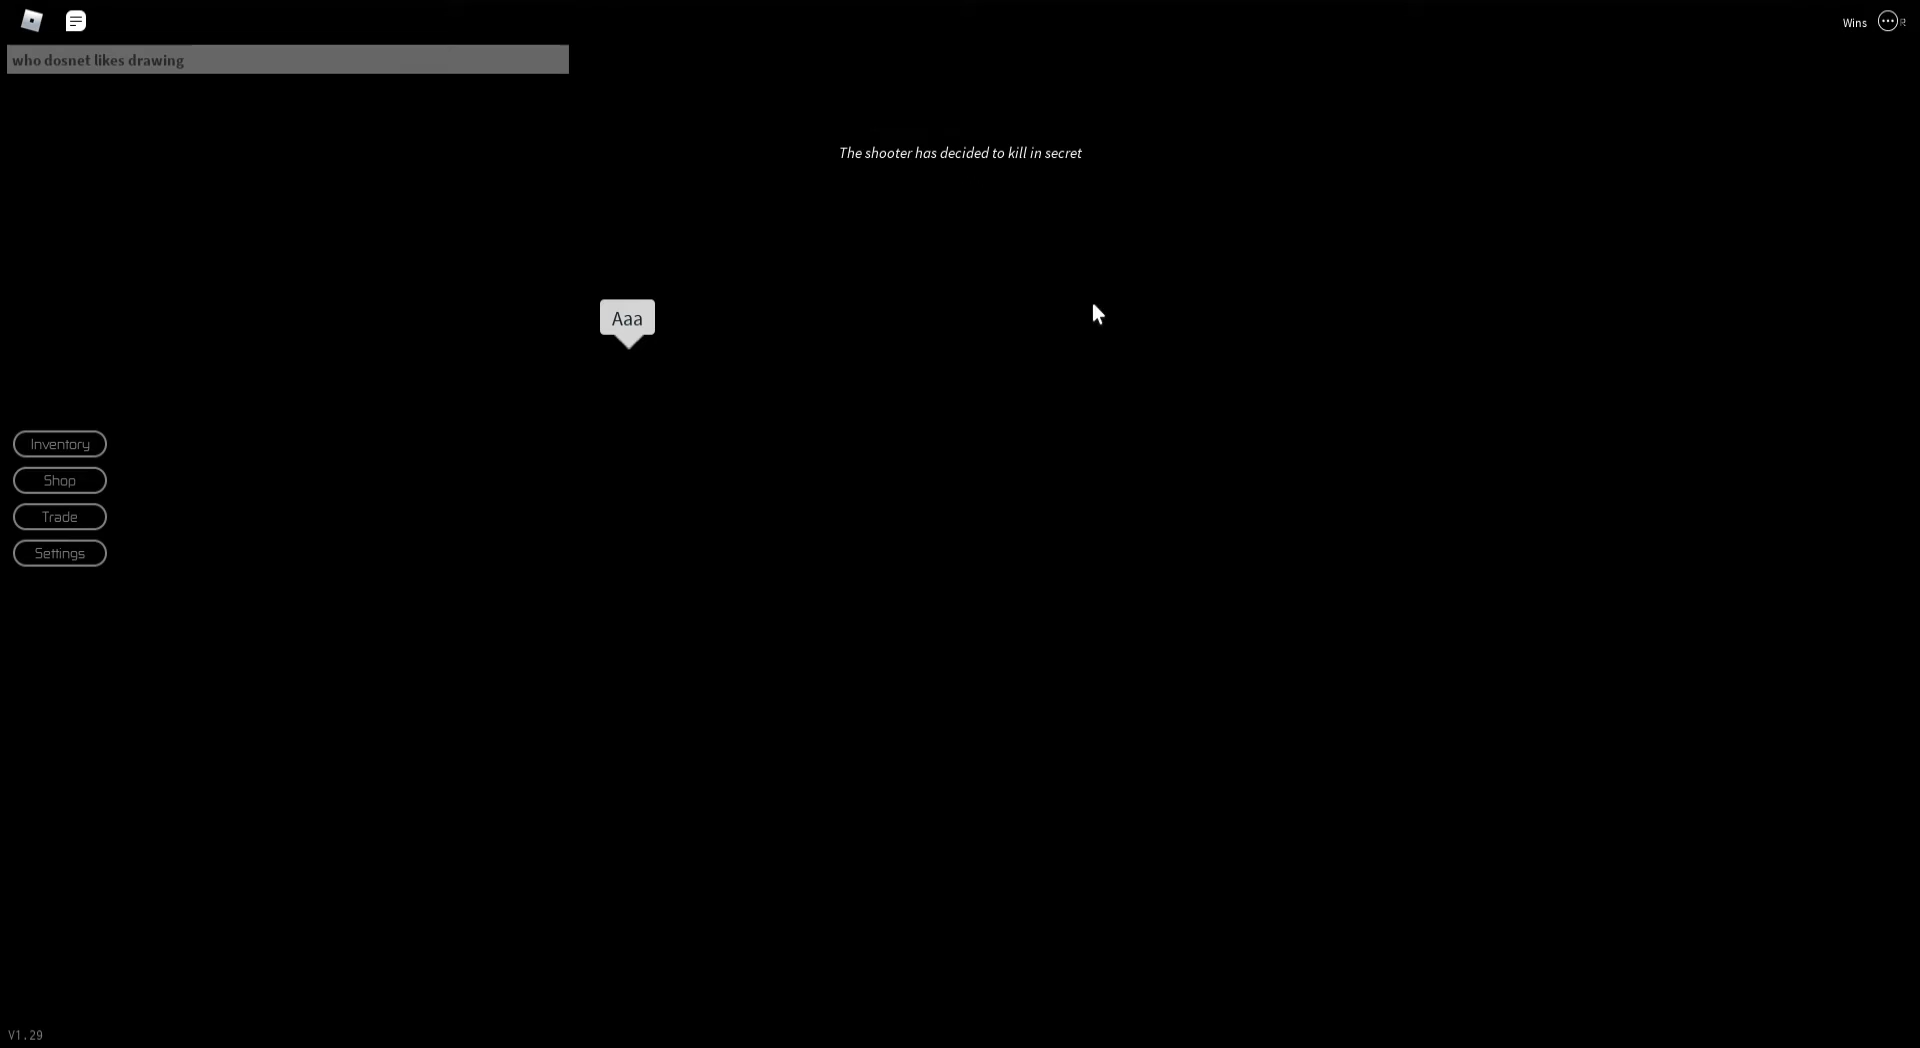 Wins
who dosnet likes drawing
The shooter has decided to kill in secret
Aaa
Inventory
Shop
Trade
Settings
V1.29